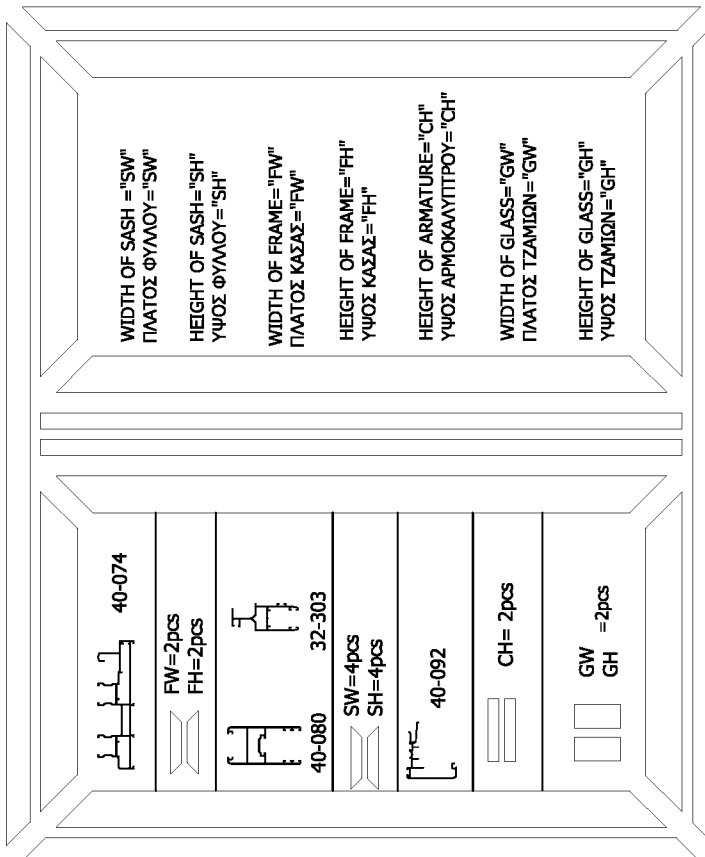 WIDTH OF SASH ="SW"
ΠΛΑΤΟΣ ΦΥΛΛΟΥ="SW"
HEIGHT OF SASH="SH"
ΥΨΟΣ ΦΥΛΛΟΥ="SH"
WIDTH OF FRAME="FW"
ΠΛΑΤΟΣ ΚΑΣΑΣ="FW"
HEIGHT OF FRAME="FH"
ΥΨΟΣ ΚΑΣΑΣ="FH"
HEIGHT OF ARMATURE="CH"
ΥΨΟΣ ΑΡΜΟΚΑΛΥΠΤΡΟΥ="CH"
WIDTH OF GLASS="GW"
ΠΛΑΤΟΣ ΤΖΑΜΙΩΝ="GW"
HEIGHT OF GLASS="GH"
ΥΨΟΣ ΤΖΑΜΙΩΝ="GH"
40-074
FW=2pcs
FH=2pcs
40-080
32-303
SW=4pcs
SH=4pcs
40-092
CH= 2pcs
GW
=2pcs
GH